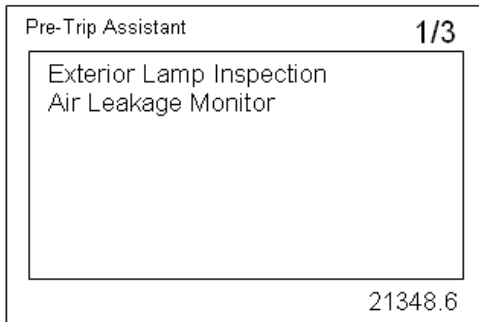 Pre-Trip Assistant
1/3
Exterior Lamp Inspection
Air Leakage Monitor
21348.6